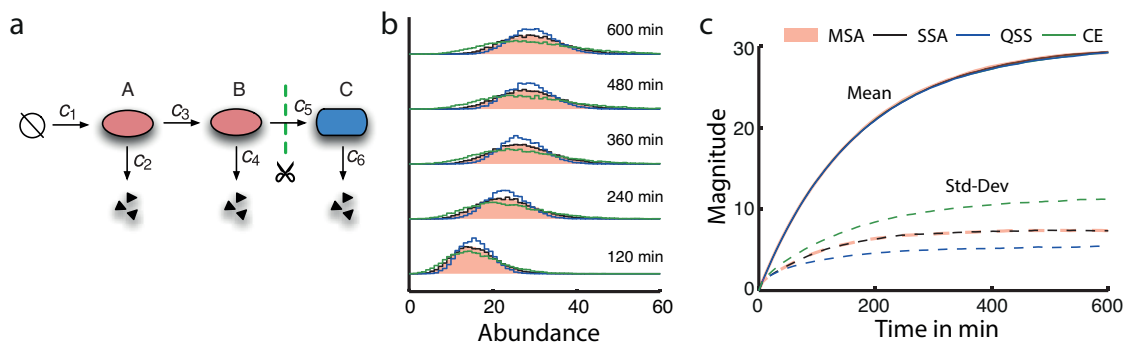 a
A
B
C
c1
c3
c5
c2
c4
c6
b
600 min
480 min
360 min
240 min
120 min
0
20
40
60
Abundance
c
MSA
SSA
QSS
CE
30
20
10
0
Magnitude
Mean
Std-Dev
0
200
400
600
Time in min